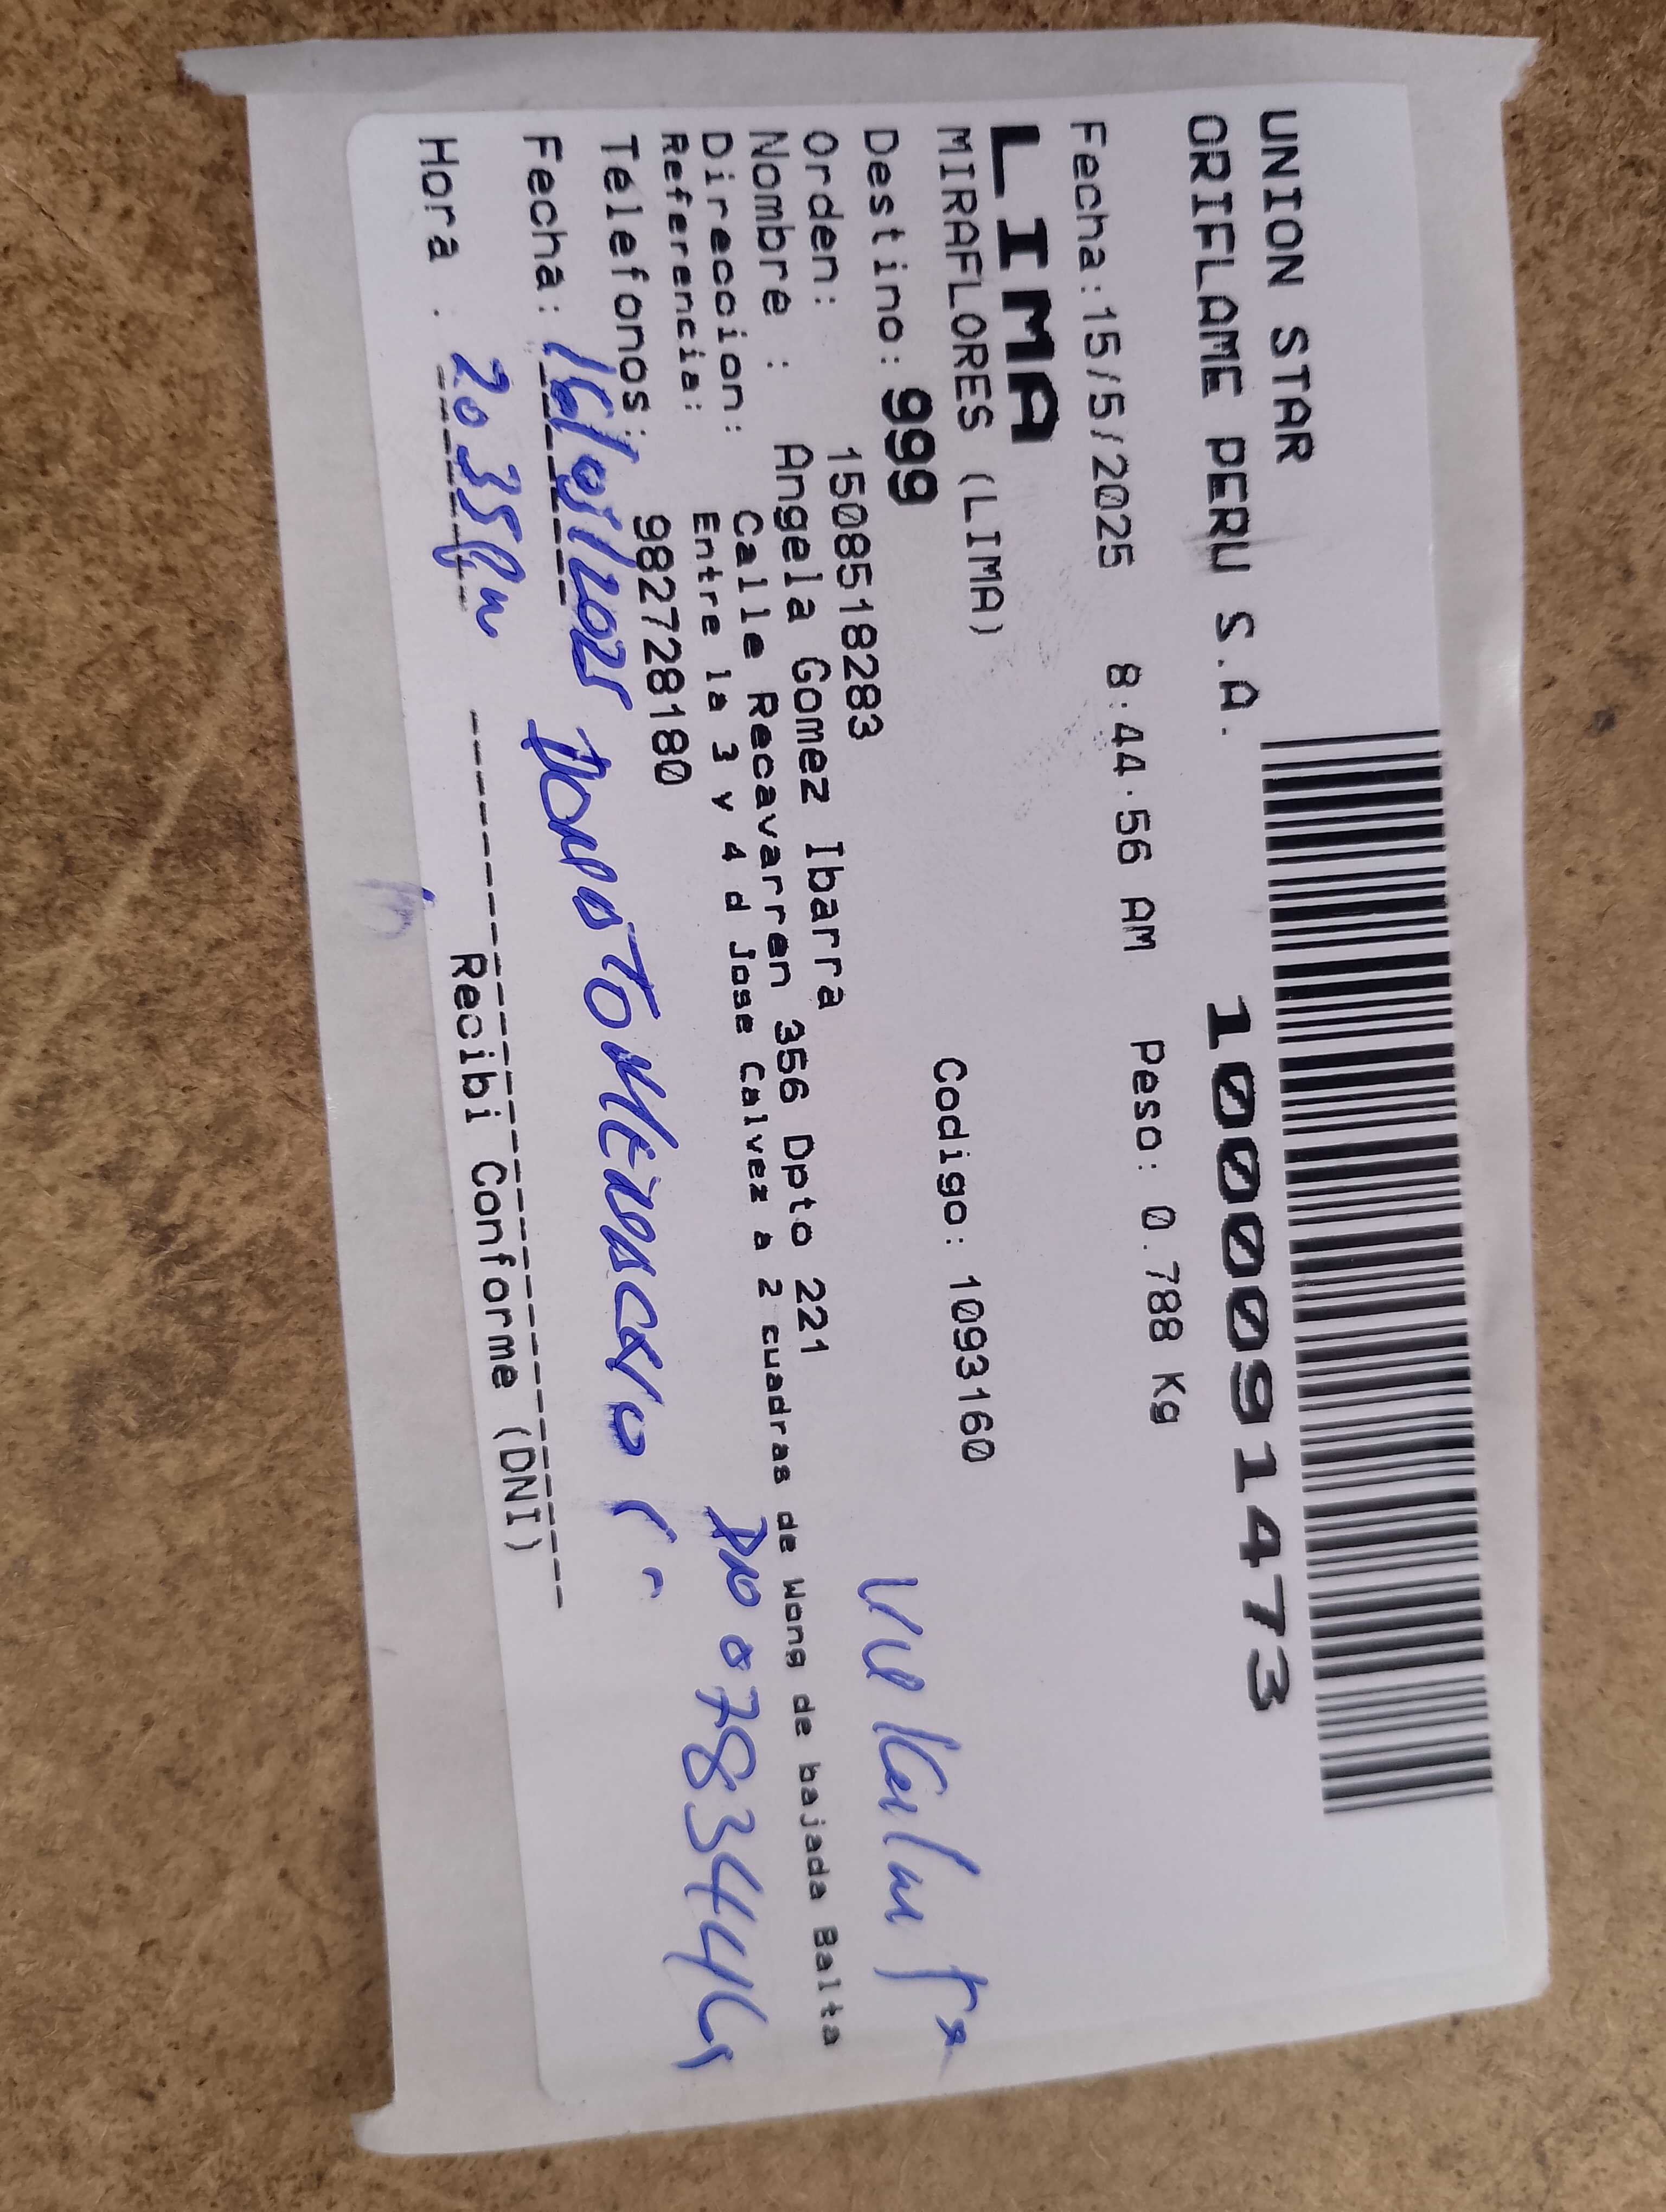 UNION STAR
ORIFLAME PERU S.A.
1000091473
Fecha:15/5/2025 8:44:56 AM Peso: 0.788 Kg
LIMA
MIRAFLORES (LIMA) Codigo: 1093160
Destino: 999
Orden: 1508518283
Nombre : Angela Gomez Ibarra
Direccion: Calle Recavarren 356 Dpto 221
Referencia: Entre la 3 y 4 d Jose Calvez a 2 cuadras de Wong de bajada Balta
Telefonos: 982728180
Fecha: 16/05/2025
Hora : 20 35
Recibi Conforme (DNI)